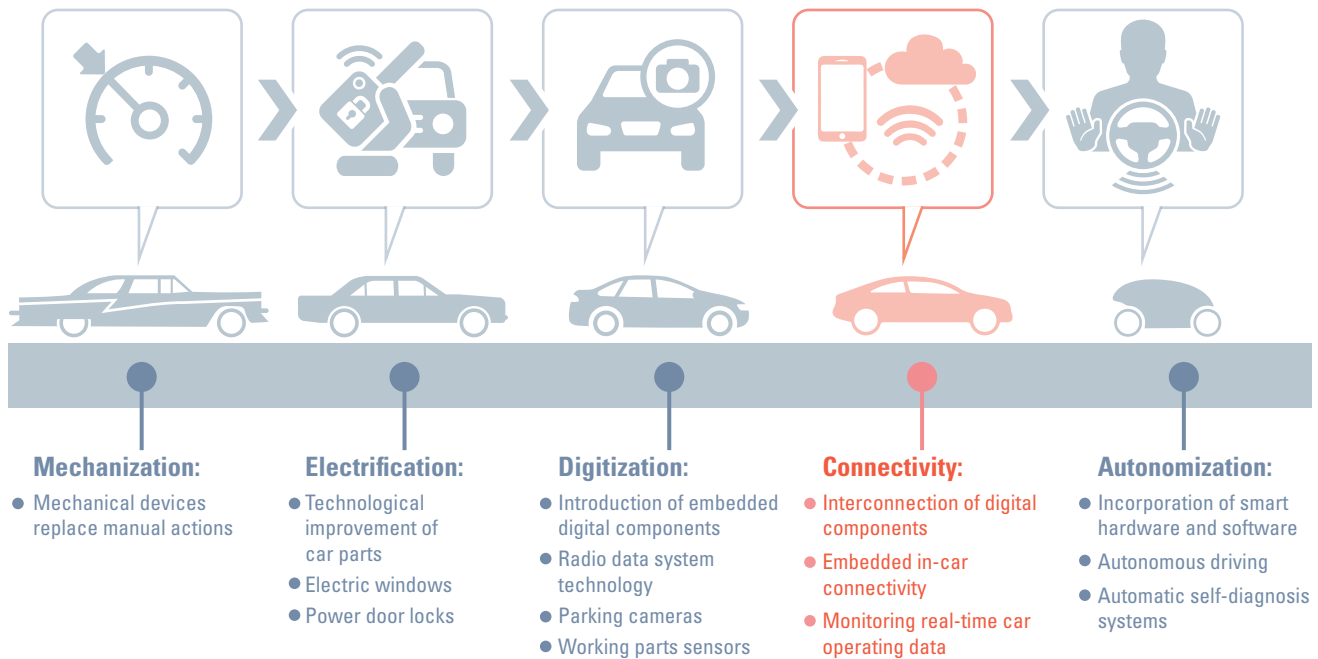 Mechanization:
Mechanical devices
replace manual actions
Electrification:
Technological
improvement of
car parts
Electric windows
Power door locks
Digitization:
Introduction of embedded
digital components
Radio data system
technology
Parking cameras
Working parts sensors
Connectivity:
Interconnection of digital
components
Embedded in-car
connectivity
Monitoring real-time car
operating data
Autonomization:
Incorporation of smart
hardware and software
Autonomous driving
Automatic self-diagnosis
systems